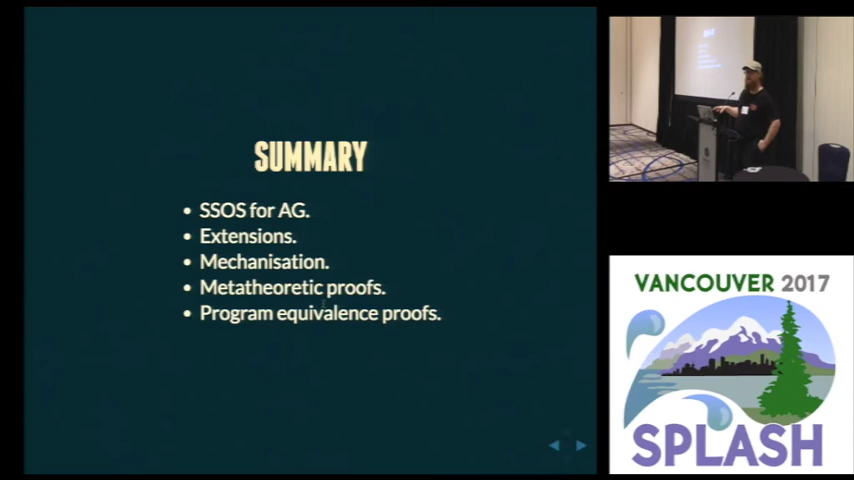 SUMMARY
• SSOS for AG.
• Extensions.
• Mechanisation.
• Metatheoretic proofs.
• Program equivalence proofs.
VANCOUVER 2017
SPLASH